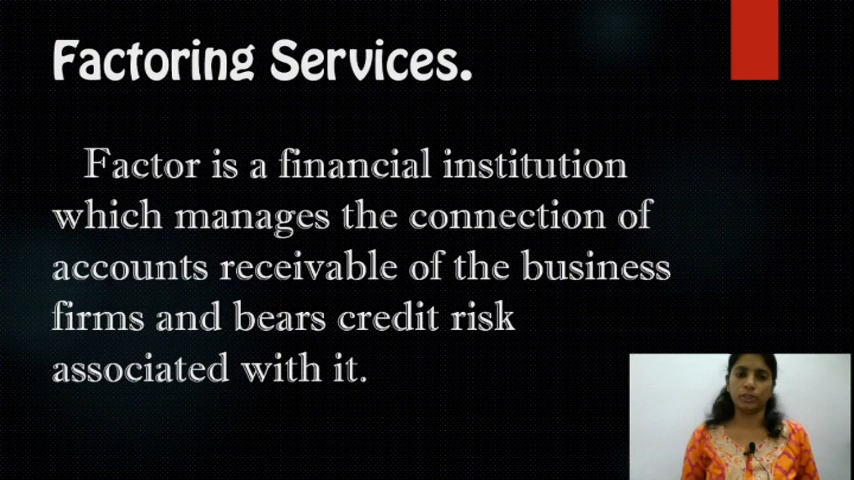 Factoring Services.
Factor is a financial institution
which manages the connection of
accounts receivable of the business
firms and bears credit risk
associated with it.